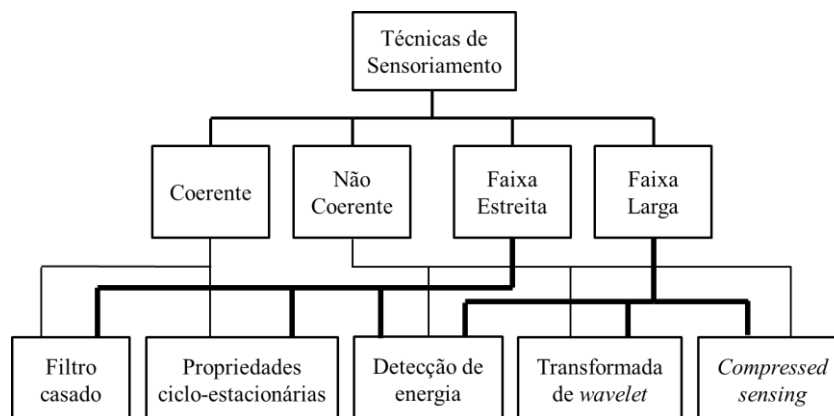 Técnicas de
Sensoriamento
Coerente
Não
Coerente
Faixa
Estreita
Faixa
Larga
Filtro
casado
Propriedades
ciclo-estacionárias
Detecção de
energia
Transformada
de wavelet
Compressed
sensing